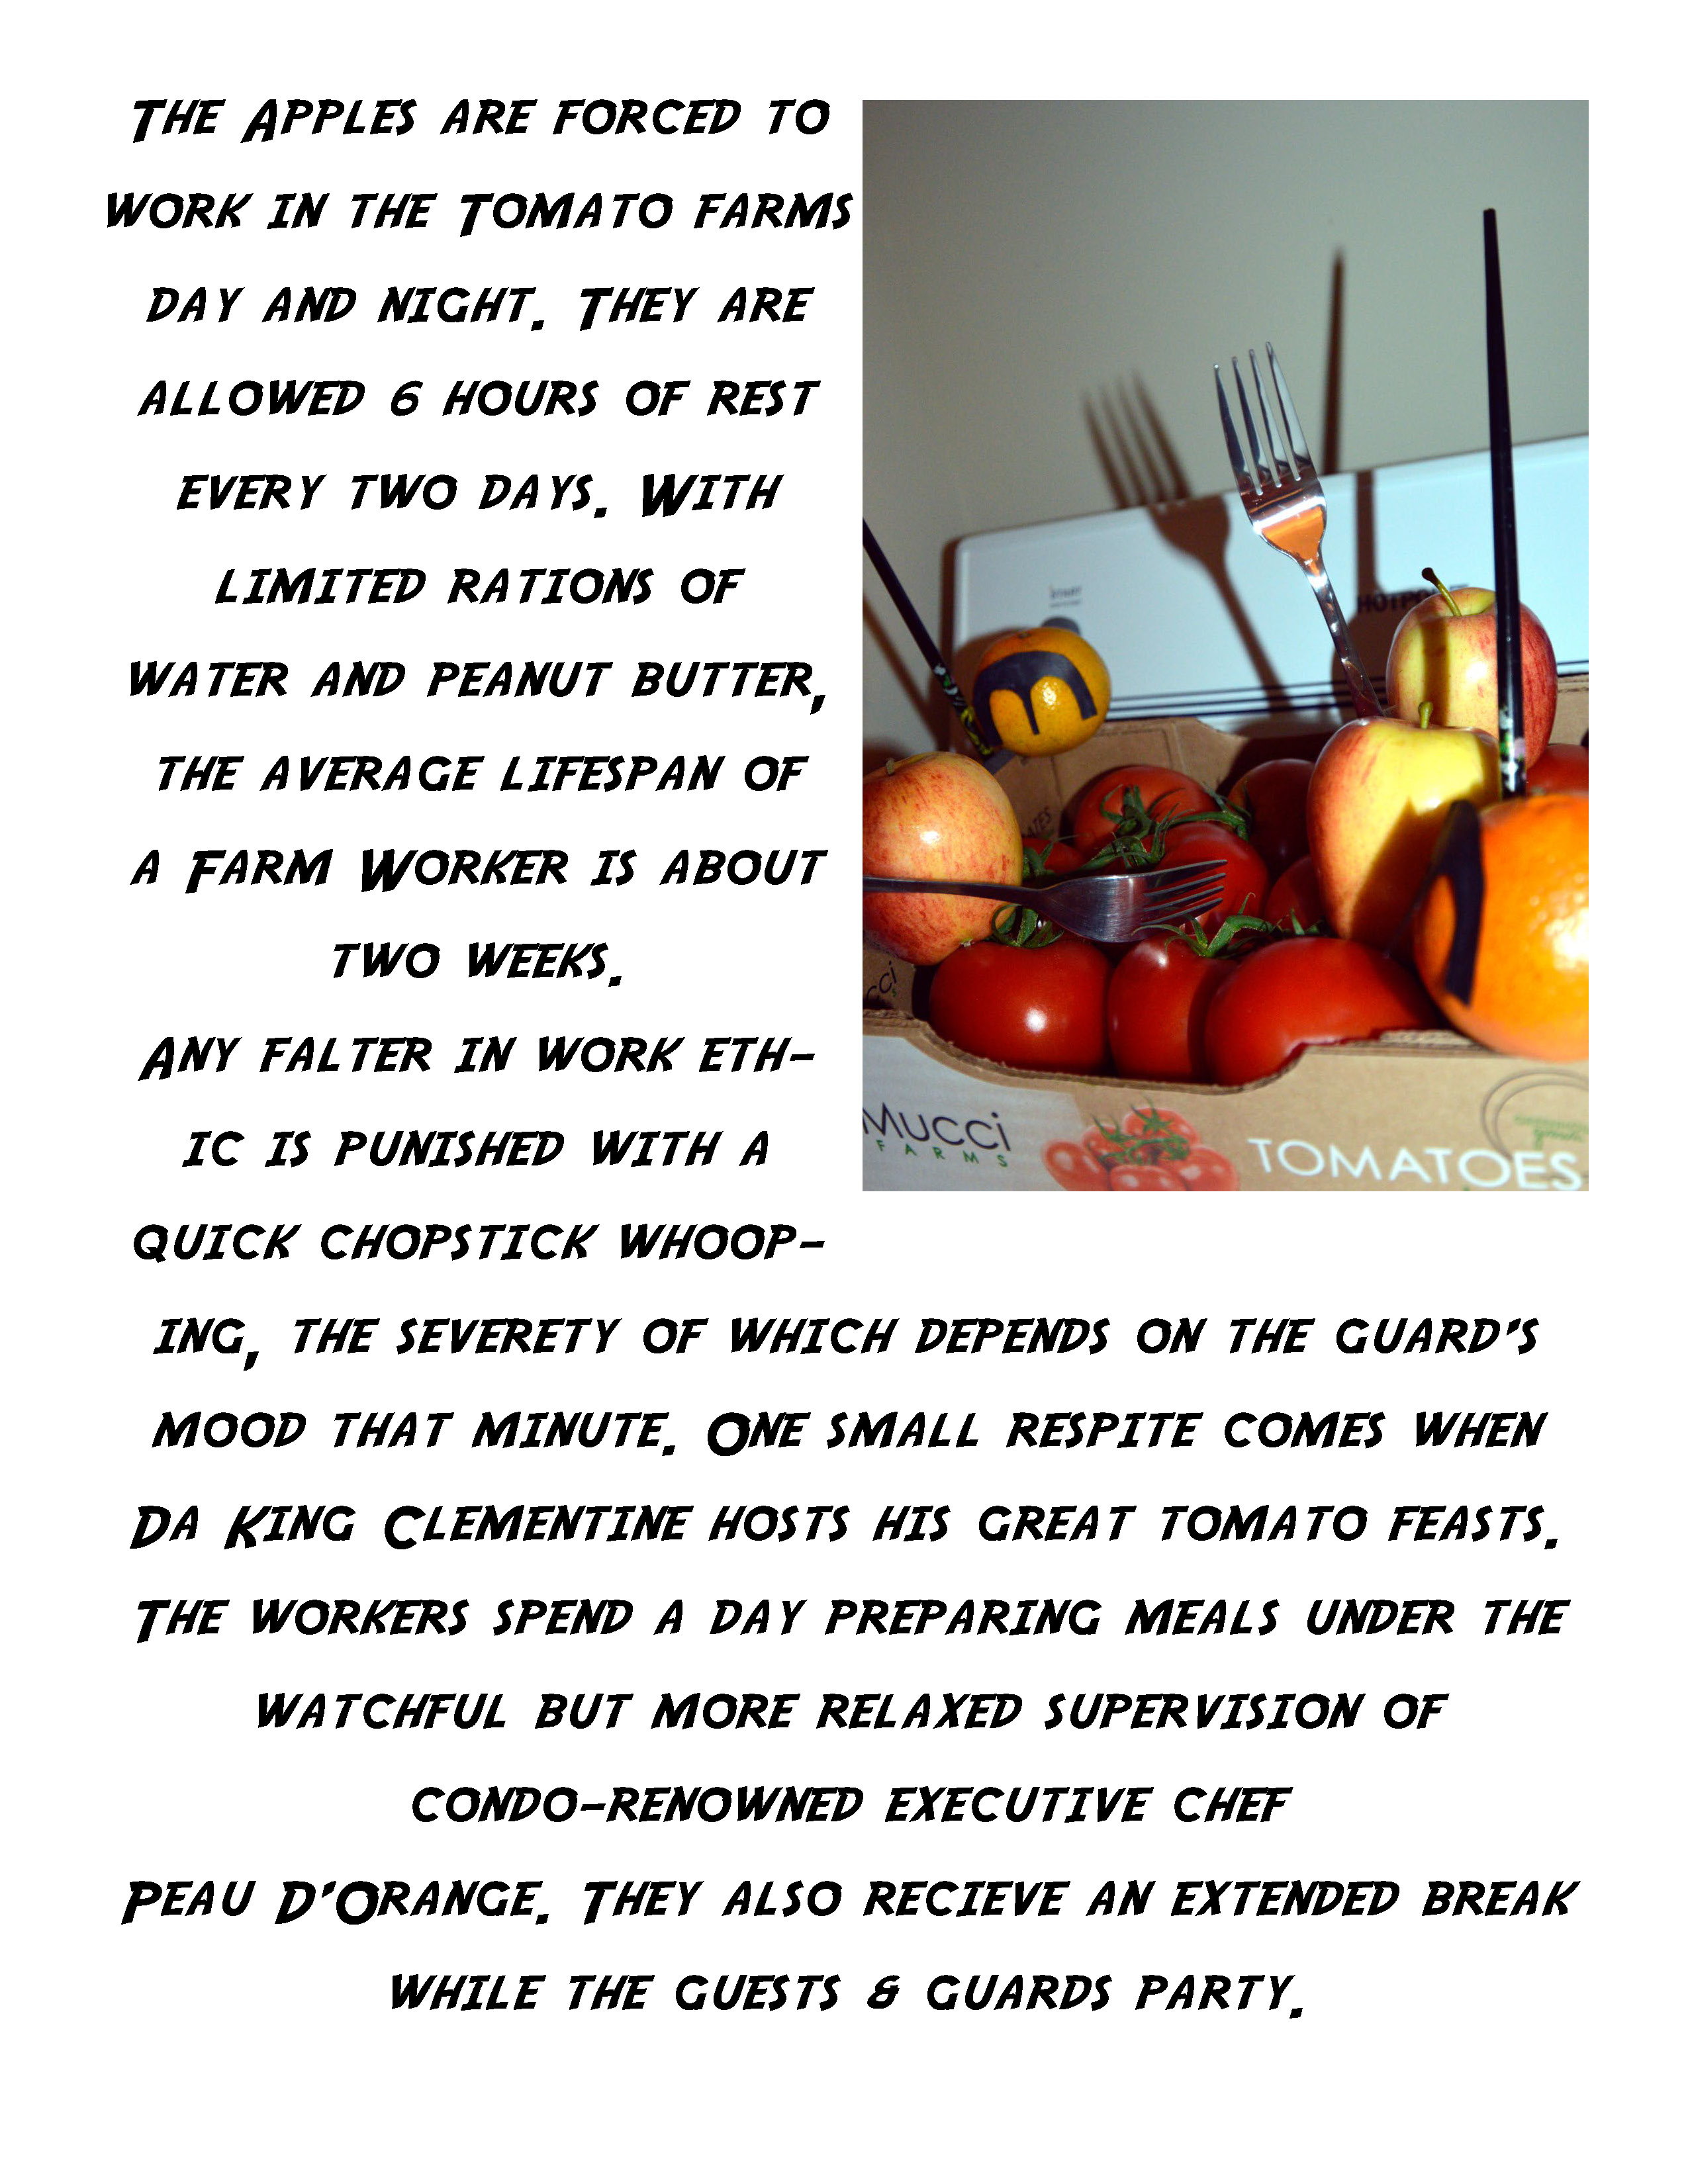 The Apples are forced to
work in the Tomato farms
day and night. They are
allowed 6 hours of rest
every two days. With
limited rations of
water and peanut butter,
the average lifespan of
a Farm Worker is about
two weeks.
Any falter in work eth-
ic is punished with a
quick chopstick whoop-
ing, the severety of which depends on the guard's
mood that minute. One small respite comes when
Da King Clementine hosts his great tomato feasts.
The workers spend a day preparing meals under the
watchful but more relaxed supervision of
condo-renowned executive chef
Peau D'Orange. They also recieve an extended break
while the guests & guards party.
Mucci
FARMS
TOMATOES